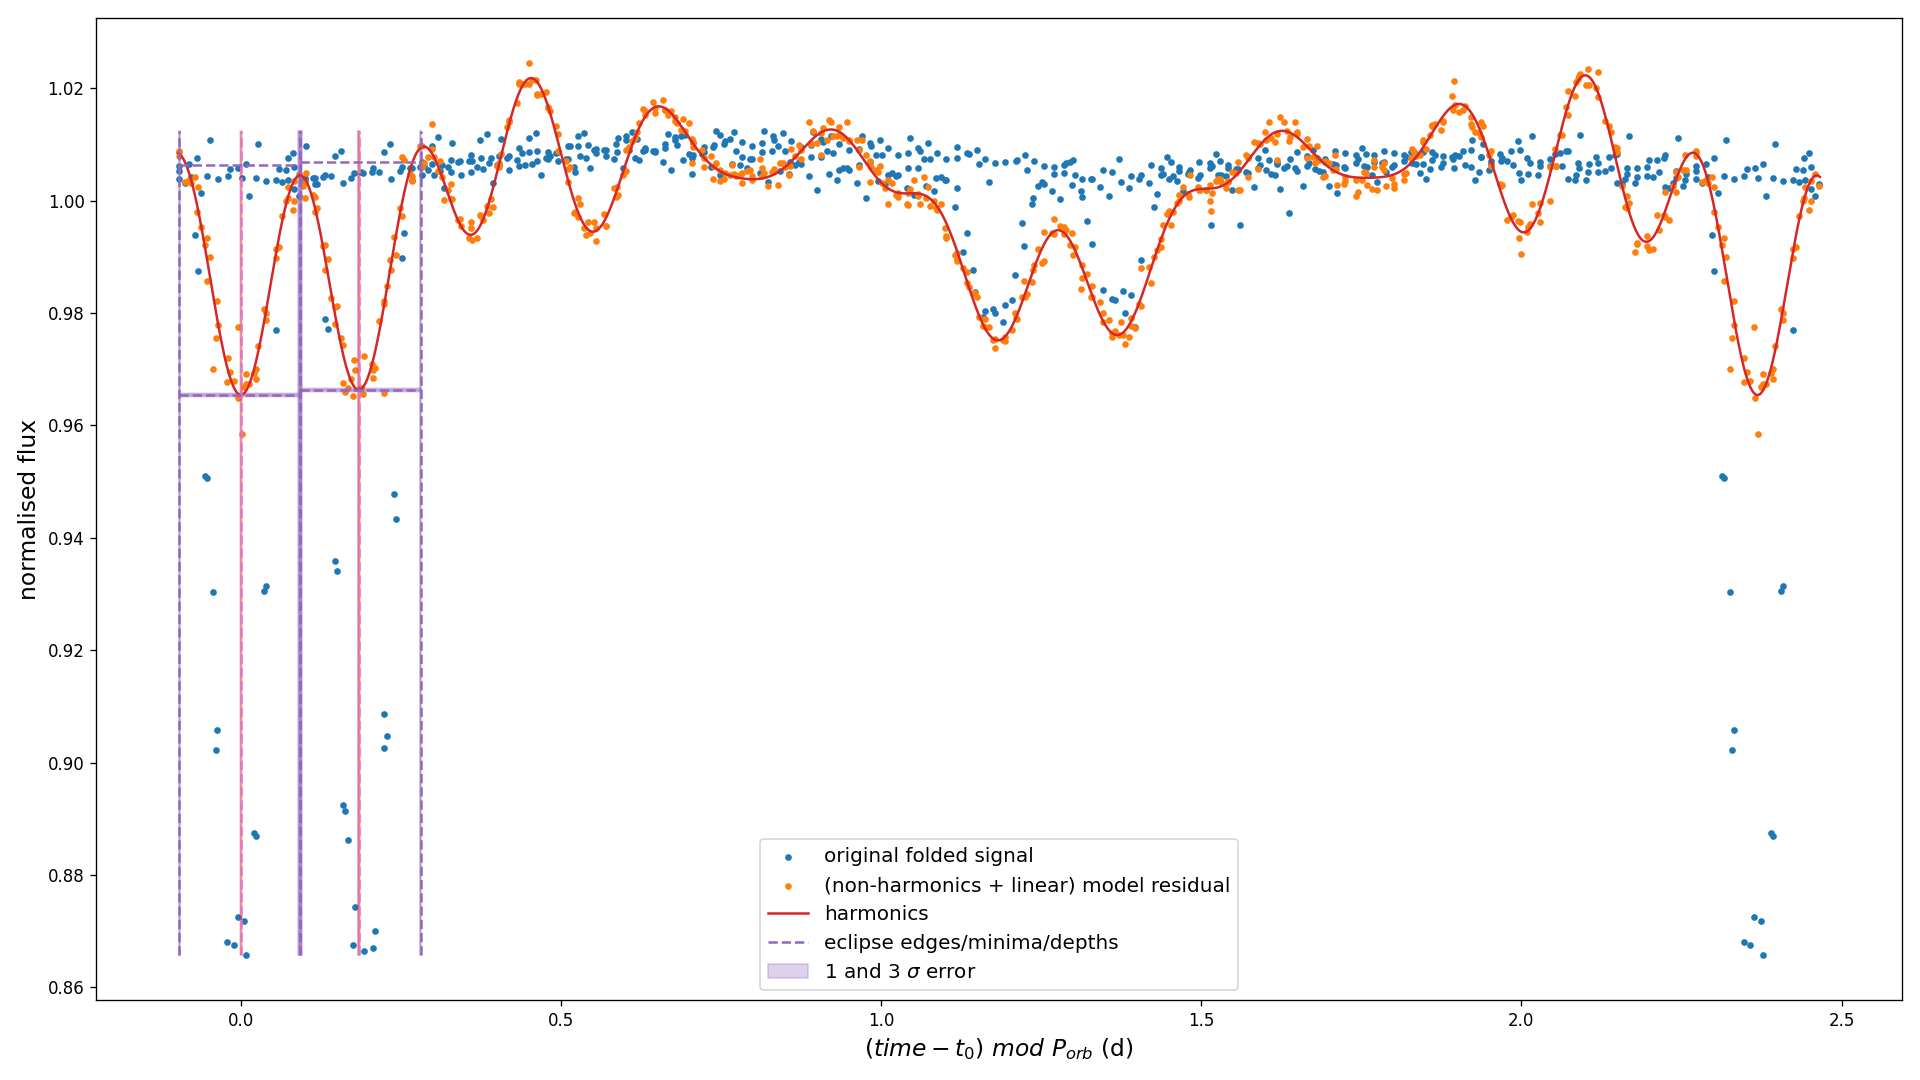 normalised flux
1.02
1.00
0.98
0.96
0.94
0.92
0.90
0.88
0.86
original folded signal
(non-harmonics + linear) model residual
harmonics
eclipse edges/minima/depths
1 and 3 σ error
0.0 0.5 1.0 1.5 2.0 2.5
(time − t₀) mod P_orb (d)